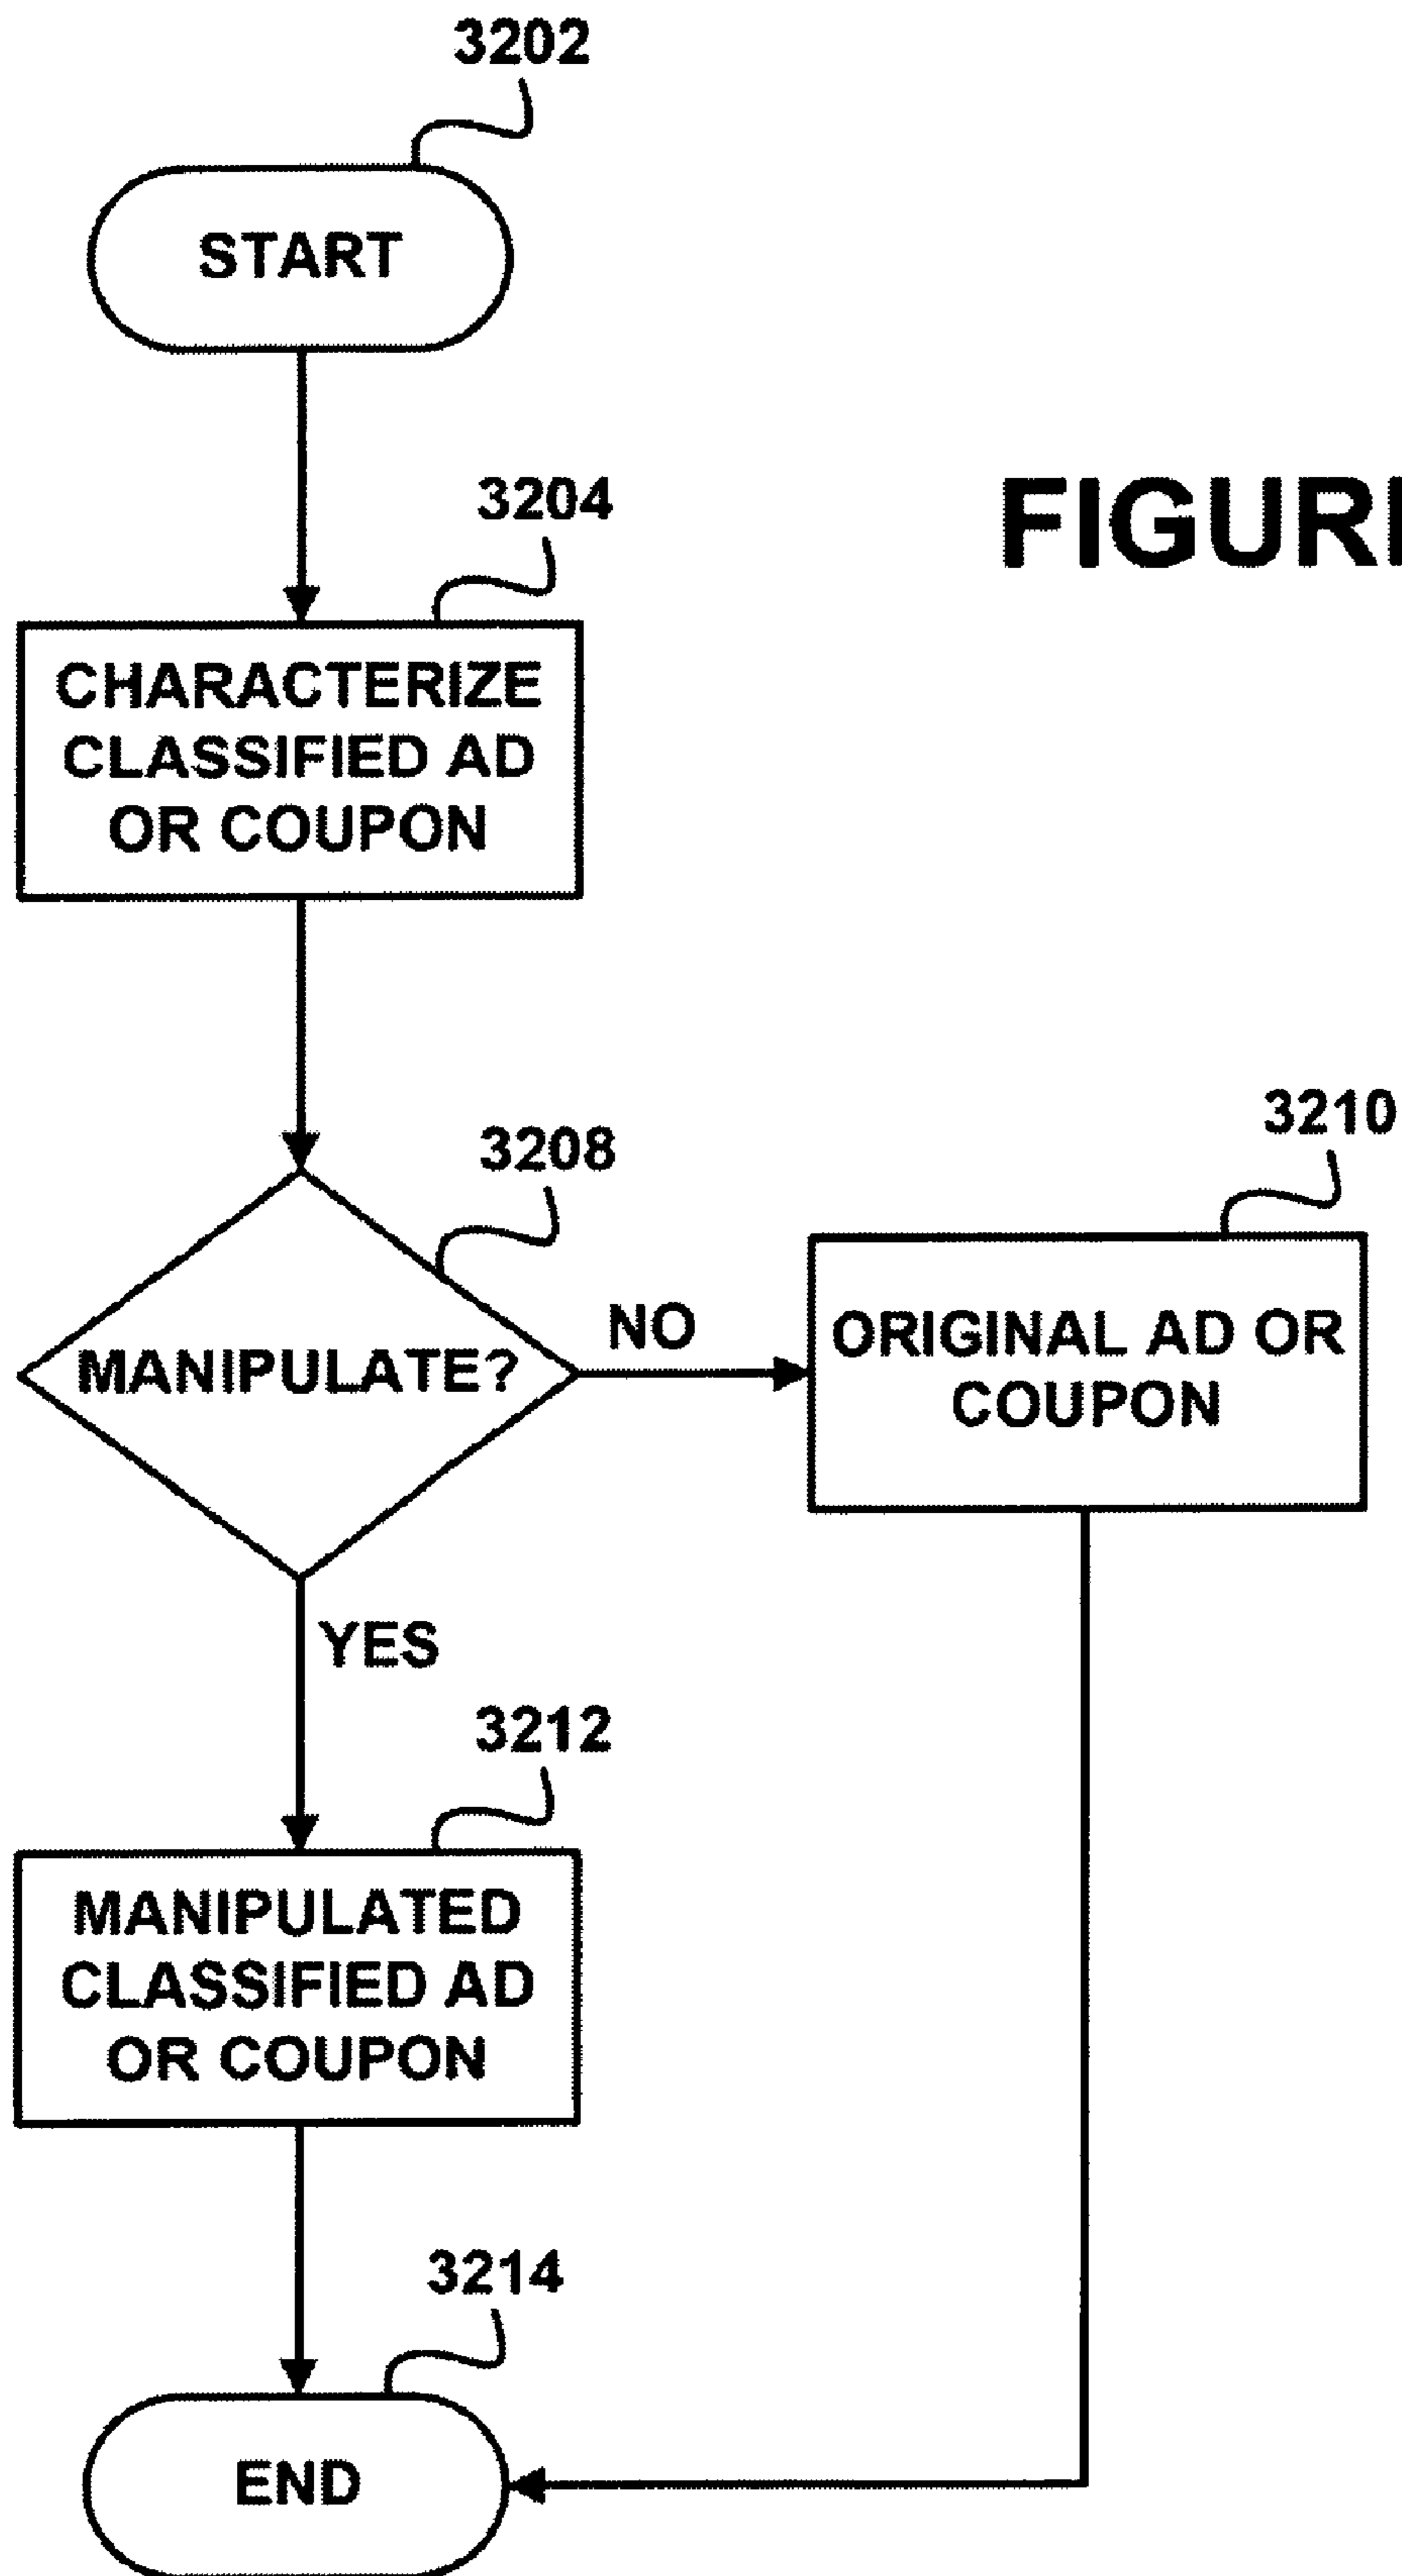 3202
START
3204
FIGURE
CHARACTERIZE
CLASSIFIED AD
OR COUPON
3208
3210
MANIPULATE?
NO
ORIGINAL AD OR
COUPON
YES
3212
MANIPULATED
CLASSIFIED AD
OR COUPON
3214
END